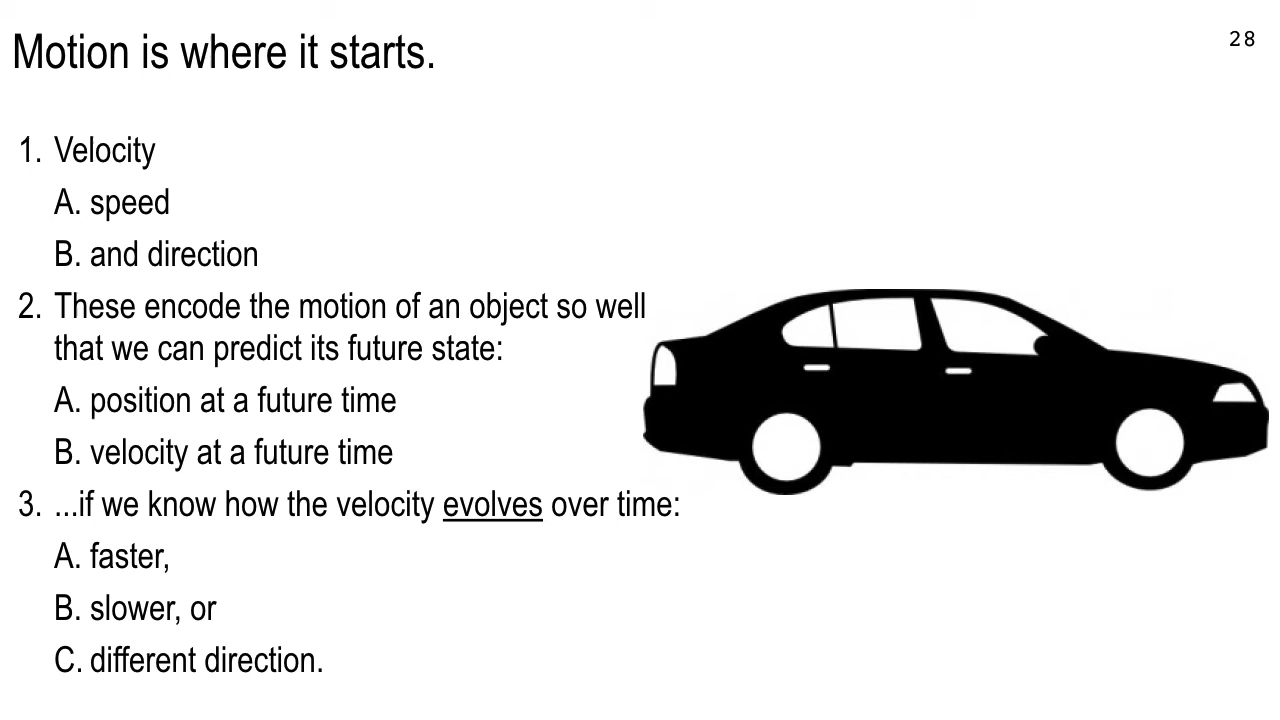 Motion is where it starts.
28
1. Velocity
A. speed
B. and direction
2. These encode the motion of an object so well
that we can predict its future state:
A. position at a future time
B. velocity at a future time
3. ...if we know how the velocity evolves over time:
A. faster,
B. slower, or
C. different direction.